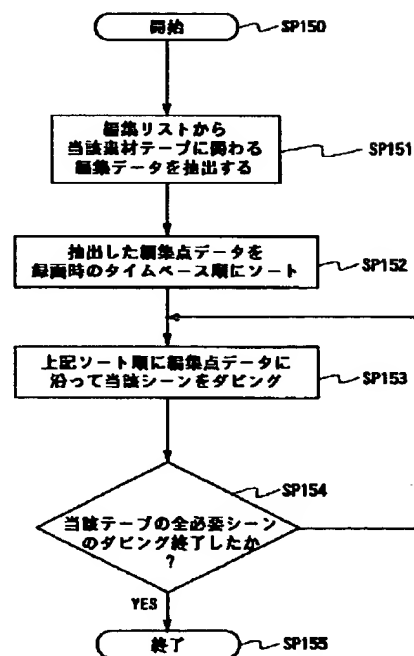 開始
SP150
編集リストから
当該素材テープに関わる
編集データを抽出する
SP151
抽出した編集点データを
録画時のタイムベース順にソート
SP152
上記ソート順に編集点データに
沿って当該シーンをダビング
SP153
SP154
当該テープの全必要シーン
のダビング終了したか
?
YES
終了
SP155